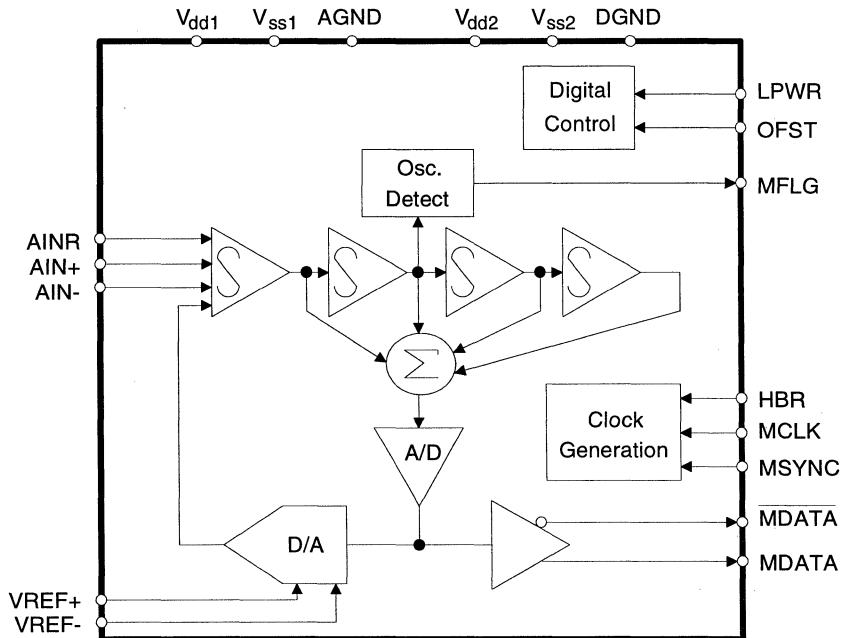 Vdd1 Vss1 AGND Vdd2 Vss2 DGND
Digital
Control
LPWR
OFST
Osc.
Detect
MFLG
AINR
AIN+
AIN-
Σ
HBR
Clock
Generation
MCLK
MSYNC
A/D
MDATA
D/A
MDATA
VREF+
VREF-